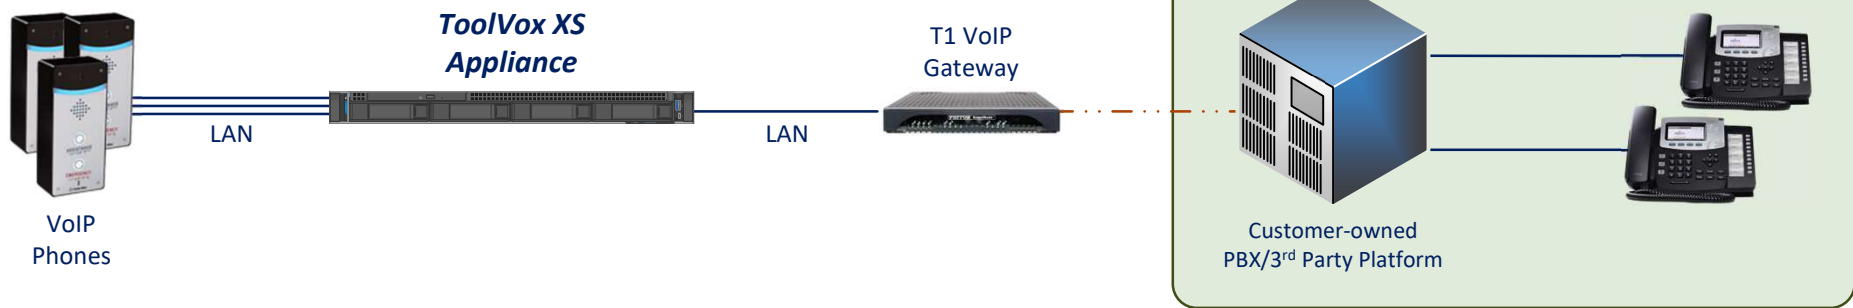 ToolVox XS
Appliance
T1 VoIP
Gateway
LAN
LAN
VoIP
Phones
Customer-owned
PBX/3rd Party Platform